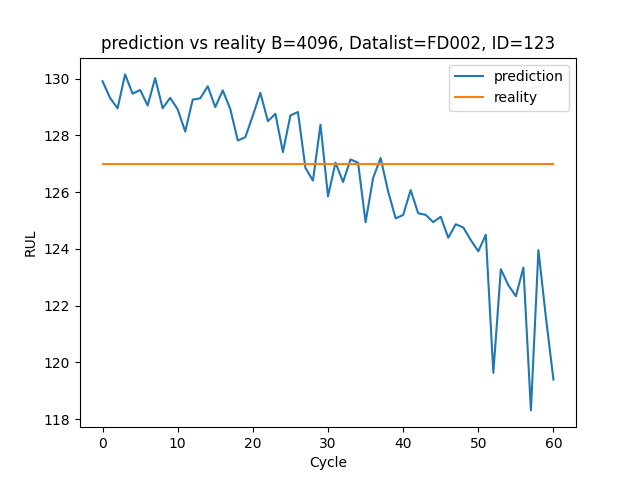 prediction vs reality B=4096, Datalist=FD002, ID=123
prediction
reality
RUL
130
128
126
124
122
120
118
0 10 20 30 40 50 60
Cycle